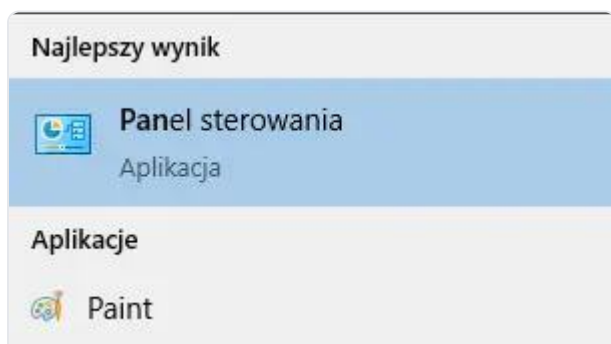 Najlepszy wynik
Panel sterowania
Aplikacja
Aplikacje
Paint